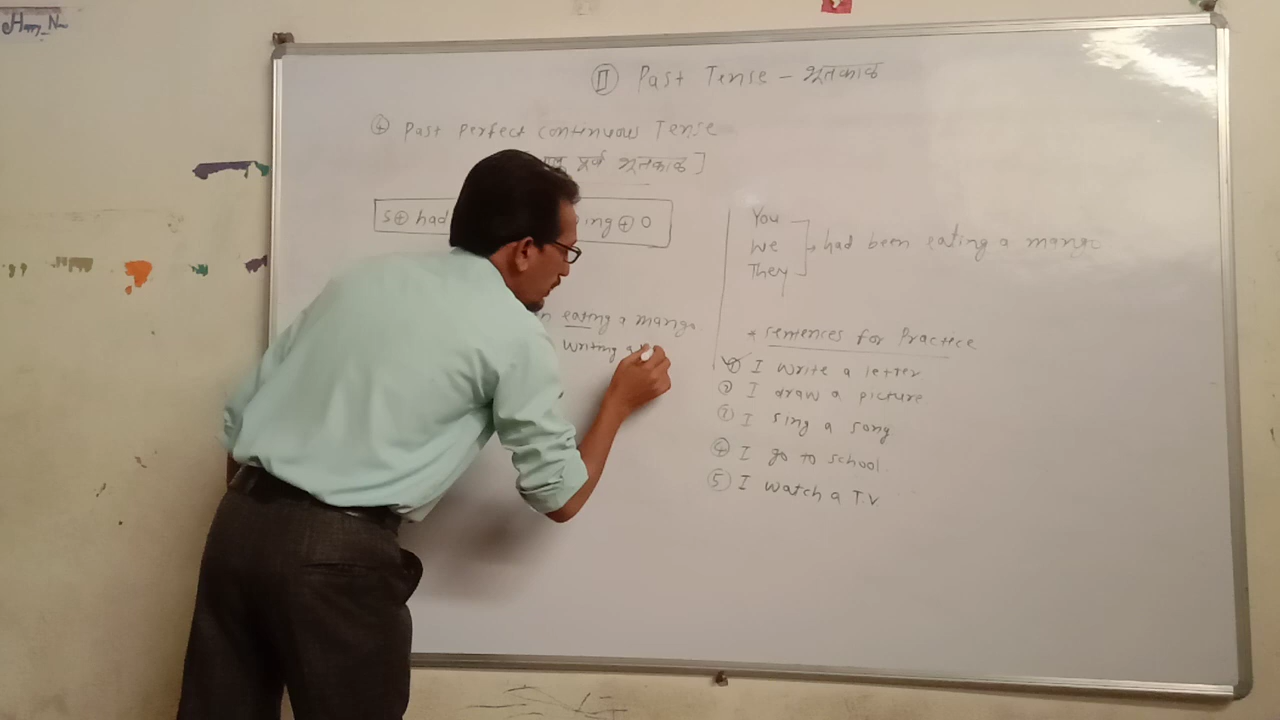 II Past Tense - भूतकाळ
4 Past Perfect Continuous Tense
पूर्ण भूतकाळ ]
S + had ing + O
eating a mango
writing a
You
We
They
had been eating a mango
* Sentences for Practice
1 I write a letter
2 I draw a picture
3 I sing a song
4 I go to school
5 I watch a T.V.